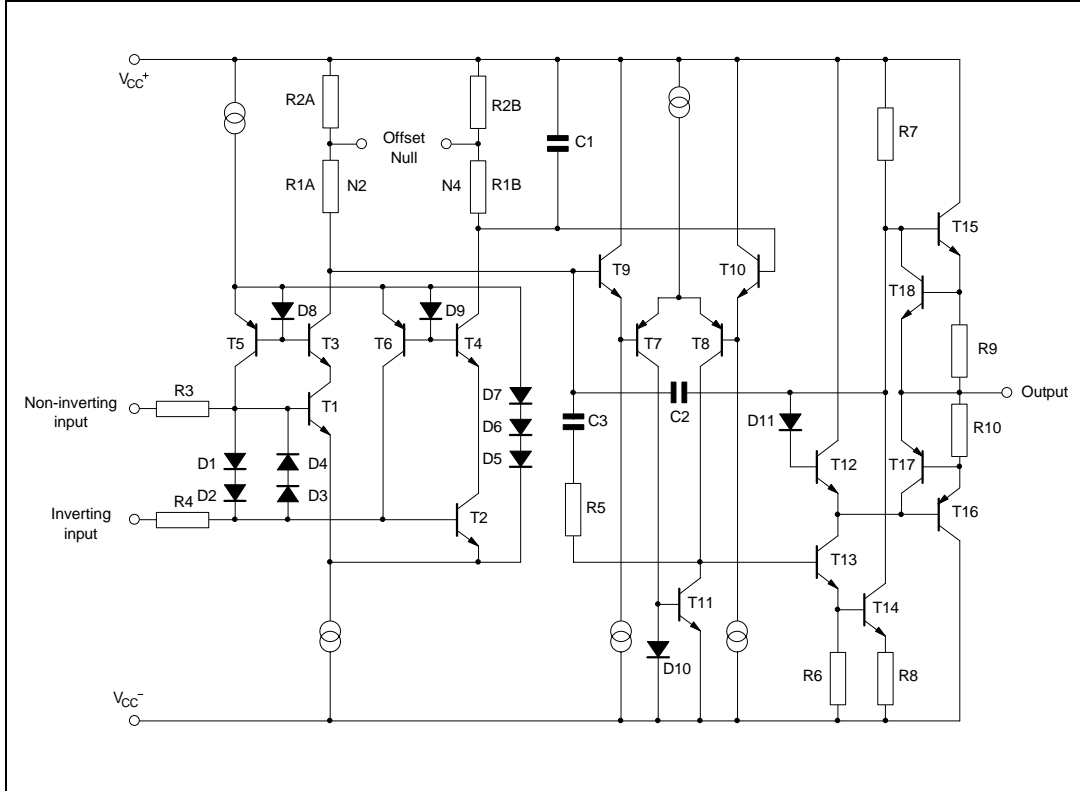 VCC+
R2A
R2B
Offset
Null
C1
R7
R1A
N2
N4
R1B
T15
T9
T10
T18
D8
D9
T5
T3
T6
T4
T7
T8
R9
R3
D7
Non-inverting
input
T1
Output
D6
C3
C2
D11
R10
D1
D4
D5
T12
T17
D2
D3
R4
R5
Inverting
input
T2
T16
T13
T11
T14
D10
R6
R8
VCC−